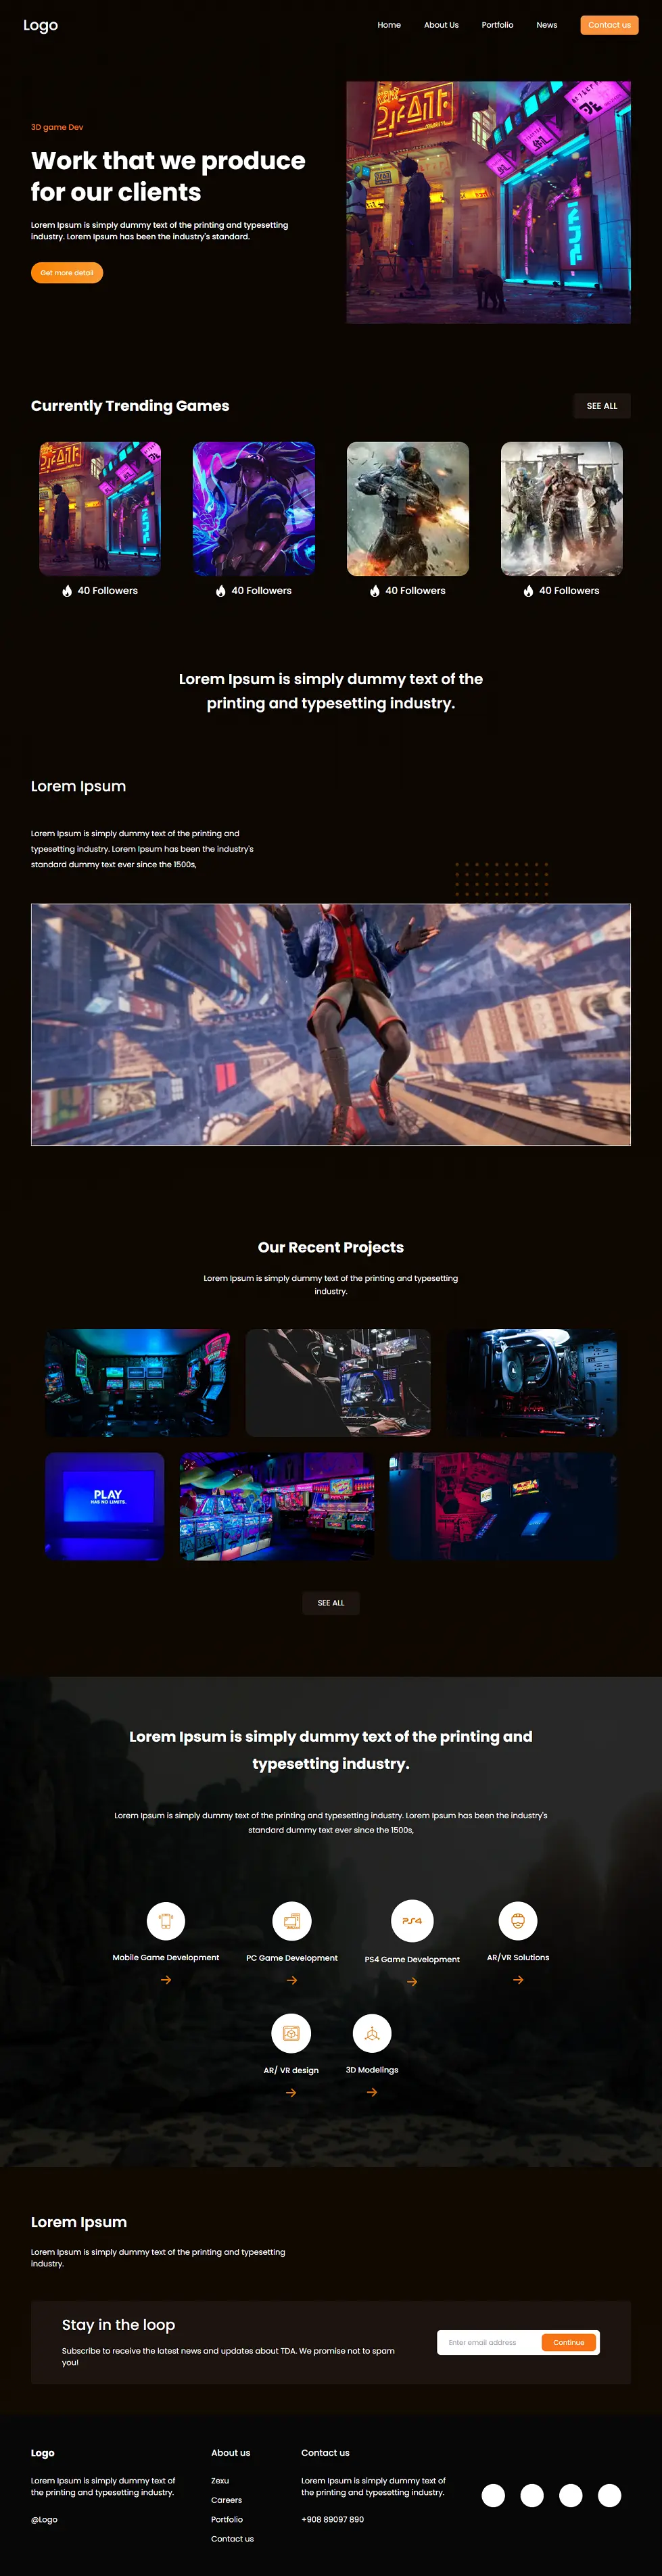 Logo
Home
About Us
Portfolio
News
Contact us
3D game Dev
Work that we produce
for our clients
Lorem Ipsum is simply dummy text of the printing and typesetting
industry. Lorem Ipsum has been the industry's standard.
Get more detail
Currently Trending Games
SEE ALL
40 Followers
40 Followers
40 Followers
40 Followers
Lorem Ipsum is simply dummy text of the
printing and typesetting industry.
Lorem Ipsum
Lorem Ipsum is simply dummy text of the printing and
typesetting industry. Lorem Ipsum has been the industry's
standard dummy text ever since the 1500s,
Our Recent Projects
Lorem Ipsum is simply dummy text of the printing and typesetting
industry.
PLAY
HAS NO LIMITS.
SEE ALL
Lorem Ipsum is simply dummy text of the printing and
typesetting industry.
Lorem Ipsum is simply dummy text of the printing and typesetting industry. Lorem Ipsum has been the industry's
standard dummy text ever since the 1500s,
PS4
Mobile Game Development
PC Game Development
PS4 Game Development
AR/VR Solutions
AR/ VR design
3D Modelings
Lorem Ipsum
Lorem Ipsum is simply dummy text of the printing and typesetting
industry.
Stay in the loop
Subscribe to receive the latest news and updates about TDA. We promise not to spam
you!
Enter email address
Continue
Logo
Lorem Ipsum is simply dummy text of
the printing and typesetting industry.
@Logo
About us
Zexu
Careers
Portfolio
Contact us
Contact us
Lorem Ipsum is simply dummy text of
the printing and typesetting industry.
+908 89097 890